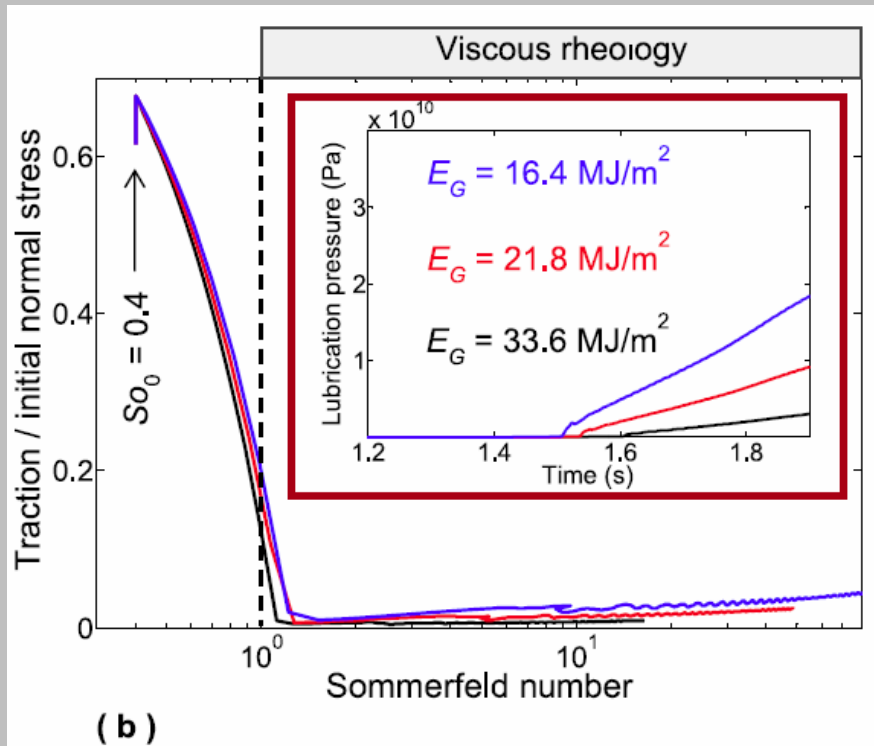 Viscous rheology
x 10^10
E_G = 16.4 MJ/m^2
E_G = 21.8 MJ/m^2
E_G = 33.6 MJ/m^2
Lubrication pressure (Pa)
3
2
1
1.2 1.4 1.6 1.8
Time (s)
Traction / initial normal stress
0.6
0.4
0.2
0
So_0 = 0.4
10^0 10^1
Sommerfeld number
( b )